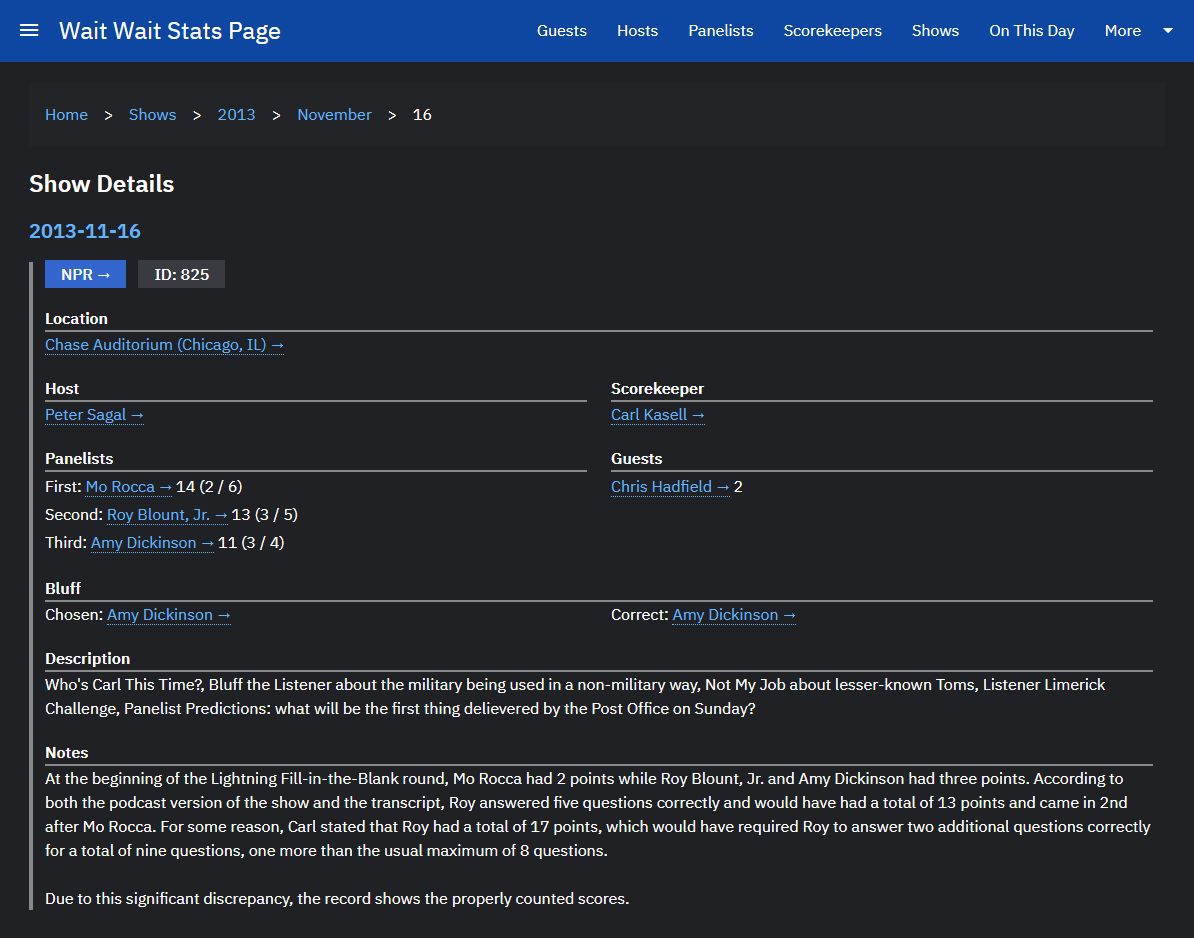 Wait Wait Stats Page
Guests Hosts Panelists Scorekeepers Shows On This Day More
Home > Shows > 2013 > November > 16
Show Details
2013-11-16
NPR → ID: 825
Location
Chase Auditorium (Chicago, IL) →
Host
Peter Sagal →
Scorekeeper
Carl Kasell →
Panelists
First: Mo Rocca → 14 (2 / 6)
Second: Roy Blount, Jr. → 13 (3 / 5)
Third: Amy Dickinson → 11 (3 / 4)
Guests
Chris Hadfield → 2
Bluff
Chosen: Amy Dickinson →
Correct: Amy Dickinson →
Description
Who's Carl This Time?, Bluff the Listener about the military being used in a non-military way, Not My Job about lesser-known Toms, Listener Limerick
Challenge, Panelist Predictions: what will be the first thing delievered by the Post Office on Sunday?
Notes
At the beginning of the Lightning Fill-in-the-Blank round, Mo Rocca had 2 points while Roy Blount, Jr. and Amy Dickinson had three points. According to
both the podcast version of the show and the transcript, Roy answered five questions correctly and would have had a total of 13 points and came in 2nd
after Mo Rocca. For some reason, Carl stated that Roy had a total of 17 points, which would have required Roy to answer two additional questions correctly
for a total of nine questions, one more than the usual maximum of 8 questions.
Due to this significant discrepancy, the record shows the properly counted scores.